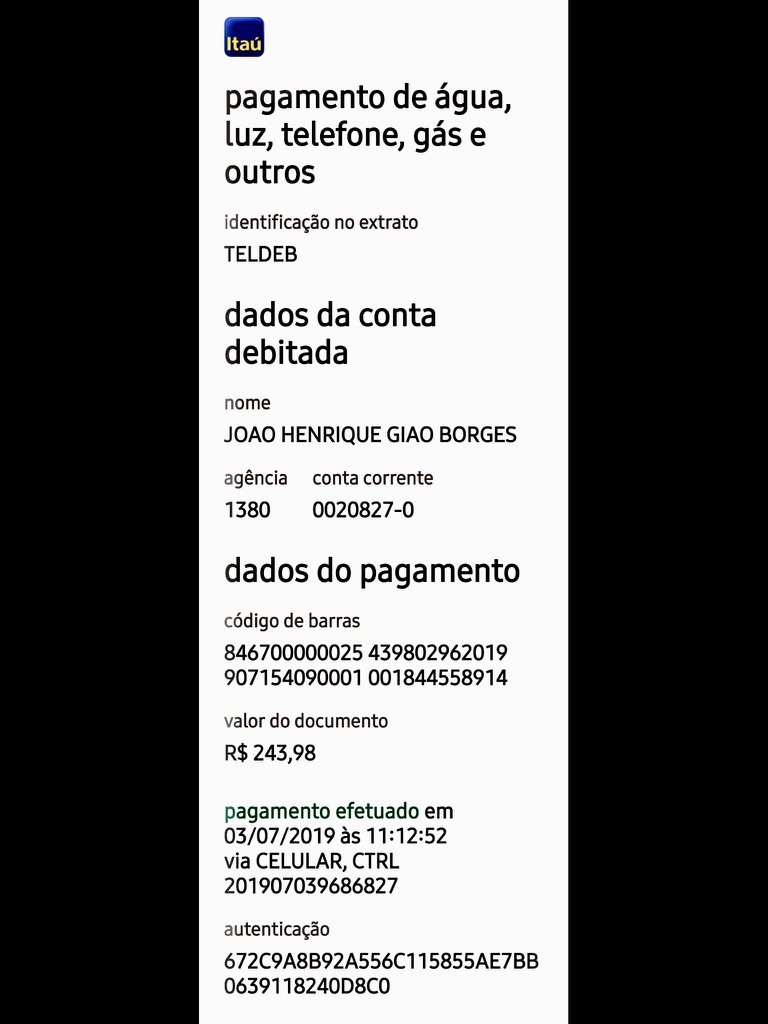 Itaú
pagamento de água,
luz, telefone, gás e
outros
identificação no extrato
TELDEB
dados da conta
debitada
nome
JOAO HENRIQUE GIAO BORGES
agência conta corrente
1380 0020827-0
dados do pagamento
código de barras
846700000025 439802962019
907154090001 001844558914
valor do documento
R$ 243,98
pagamento efetuado em
03/07/2019 às 11:12:52
via CELULAR, CTRL
201907039686827
autenticação
672C9A8B92A556C115855AE7BB
0639118240D8C0